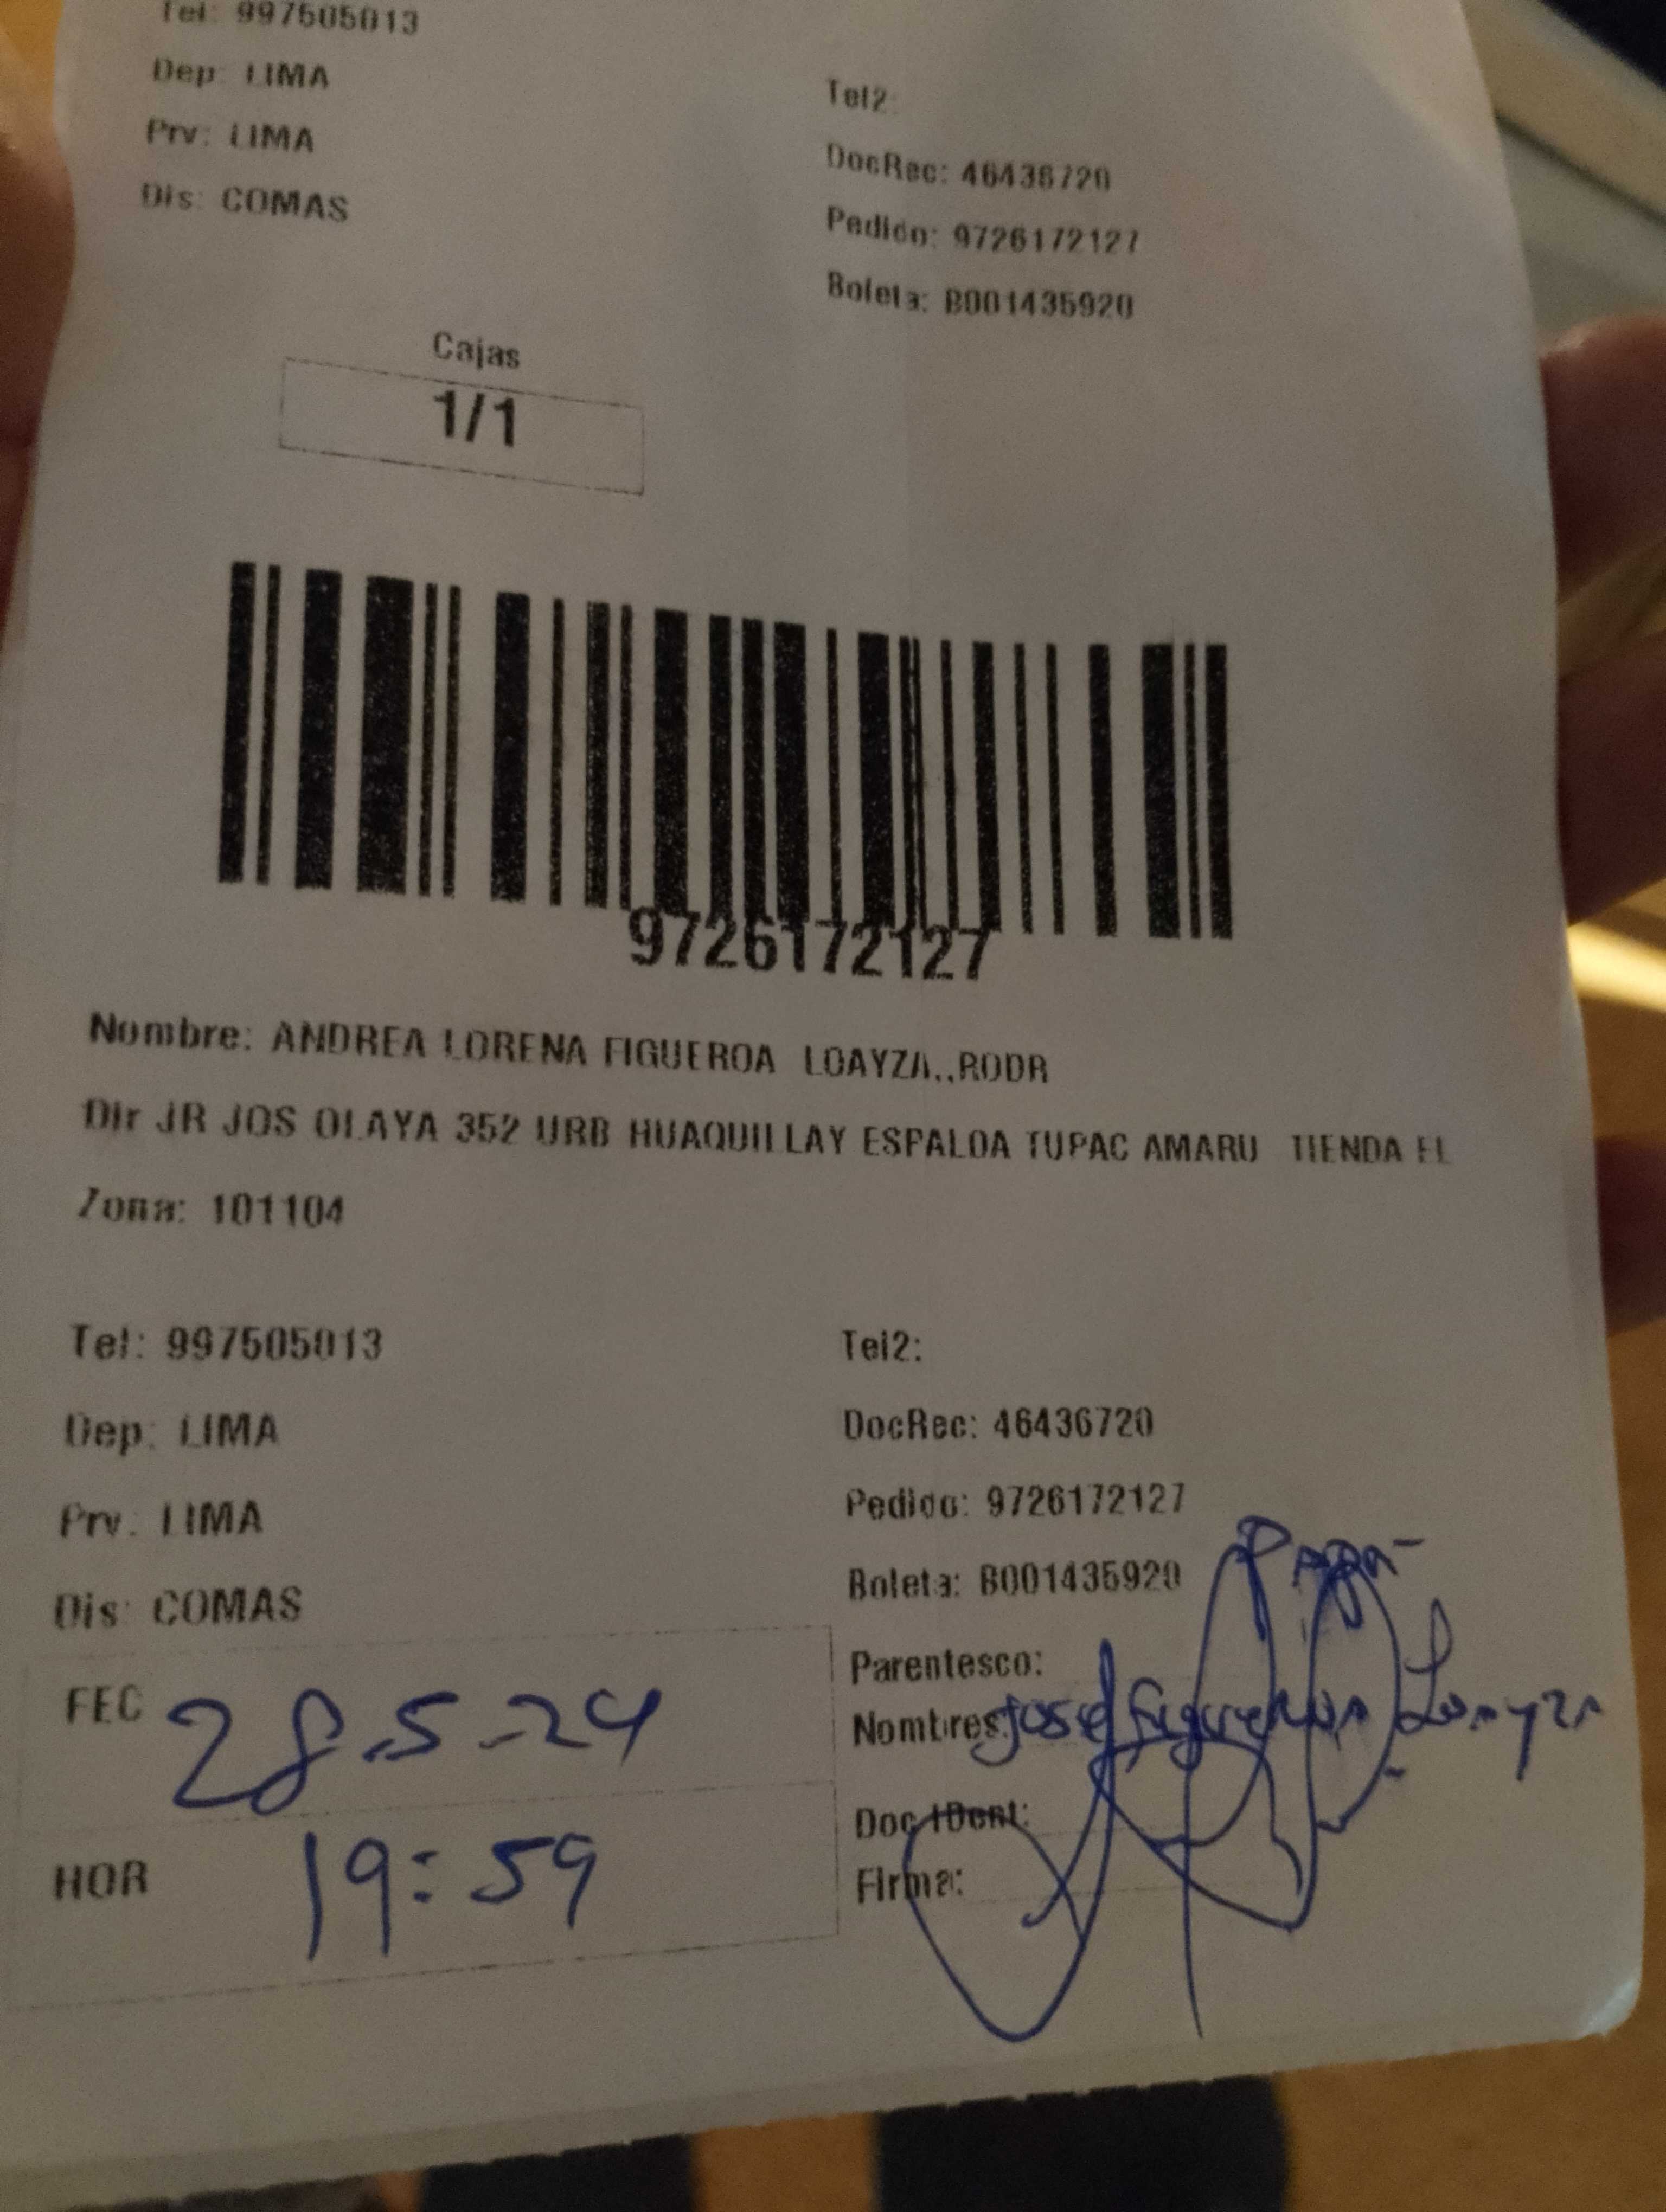 Tel: 997505013
Dep: LIMA
Prv: LIMA
Dis: COMAS
Tel2:
DocRec: 46436720
Pedido: 9726172127
Boleta: B001435920
Cajas
1/1
9726172127
Nombre: ANDREA LORENA FIGUEROA LOAYZA.,RODR
Dir JR JOS OLAYA 352 URB HUAQUILLAY ESPALDA TUPAC AMARU TIENDA EL
Zona: 101104
Tel: 997505013
Dep: LIMA
Prv: LIMA
Dis: COMAS
Tel2:
DocRec: 46436720
Pedido: 9726172127
Boleta: B001435920
FEC 28.5-24
HOR 19:59
Papá
Parentesco:
Nombres: José Figueroa Loayza
Doc IDent:
Firma: